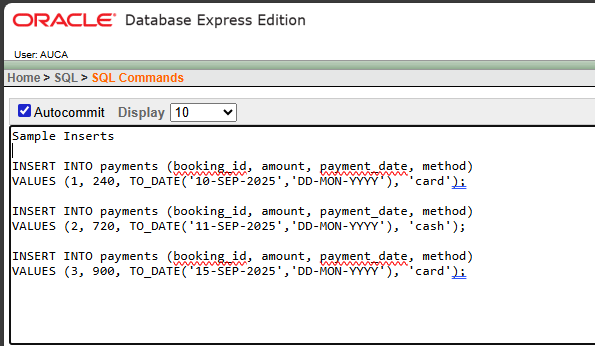 ORACLE Database Express Edition
User: AUCA
Home > SQL > SQL Commands
Autocommit Display 10
Sample Inserts
INSERT INTO payments (booking_id, amount, payment_date, method)
VALUES (1, 240, TO_DATE('10-SEP-2025','DD-MON-YYYY'), 'card');
INSERT INTO payments (booking_id, amount, payment_date, method)
VALUES (2, 720, TO_DATE('11-SEP-2025','DD-MON-YYYY'), 'cash');
INSERT INTO payments (booking_id, amount, payment_date, method)
VALUES (3, 900, TO_DATE('15-SEP-2025','DD-MON-YYYY'), 'card');